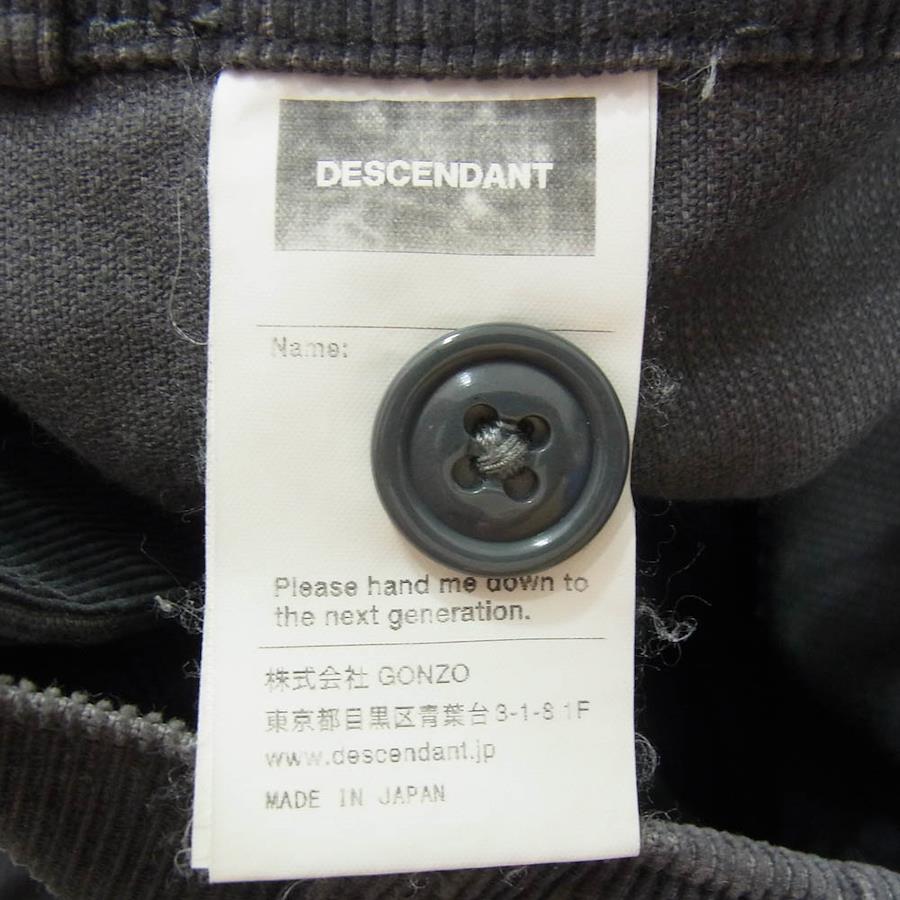 DESCENDANT
Name:
Please hand me down to
the next generation.
株式会社 GONZO
東京都目黒区青葉台3-1-8 1F
www.descendant.jp
MADE IN JAPAN